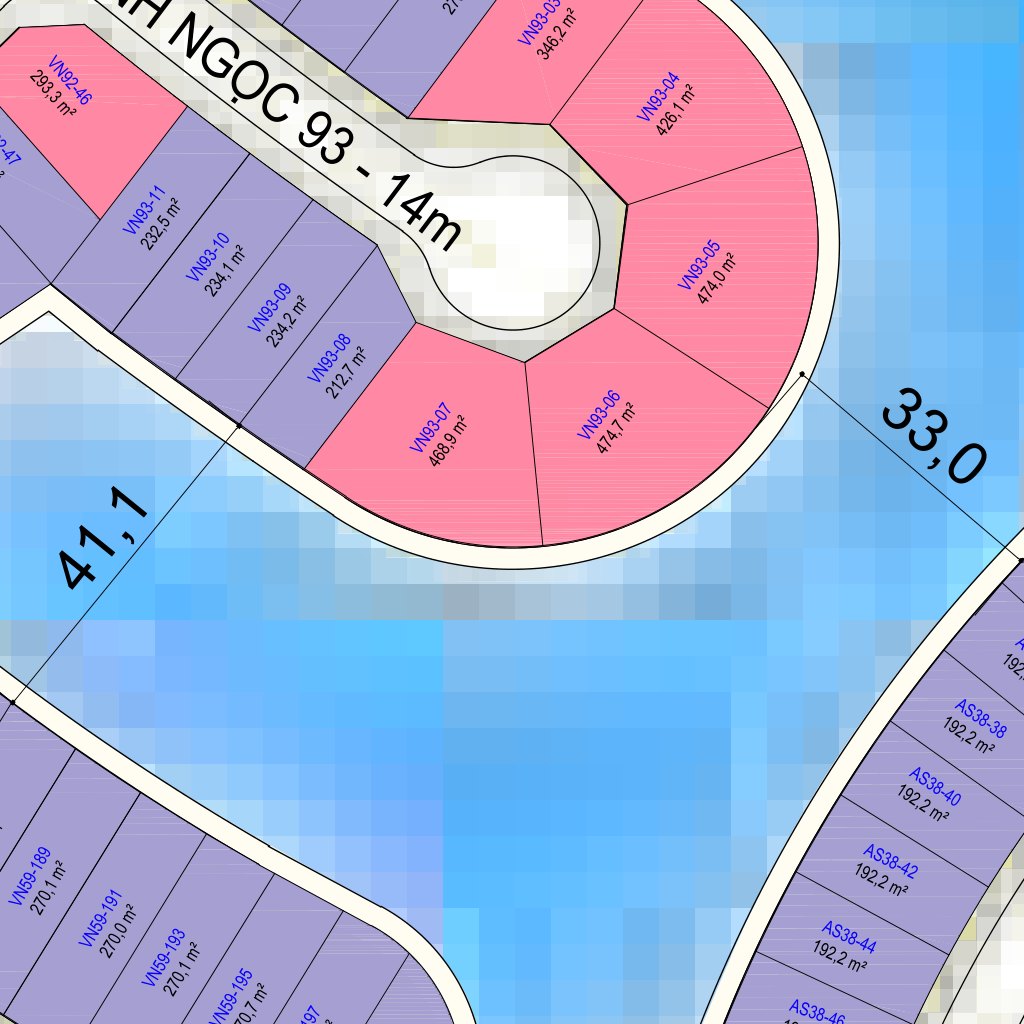 VN93-03
346,2 m²
VN92-46
293,3 m²
NGỌC 93 - 14m
VN93-04
426,1 m²
VN93-11
232,5 m²
VN93-10
234,1 m²
VN93-05
474,0 m²
VN93-09
234,2 m²
VN93-08
212,7 m²
VN93-07
468,9 m²
VN93-06
474,7 m²
33,0
41,1
AS38-38
192,2 m²
AS38-40
192,2 m²
AS38-42
192,2 m²
AS38-44
192,2 m²
AS38-46
VN59-189
270,1 m²
VN59-191
270,0 m²
VN59-193
270,1 m²
VN59-195